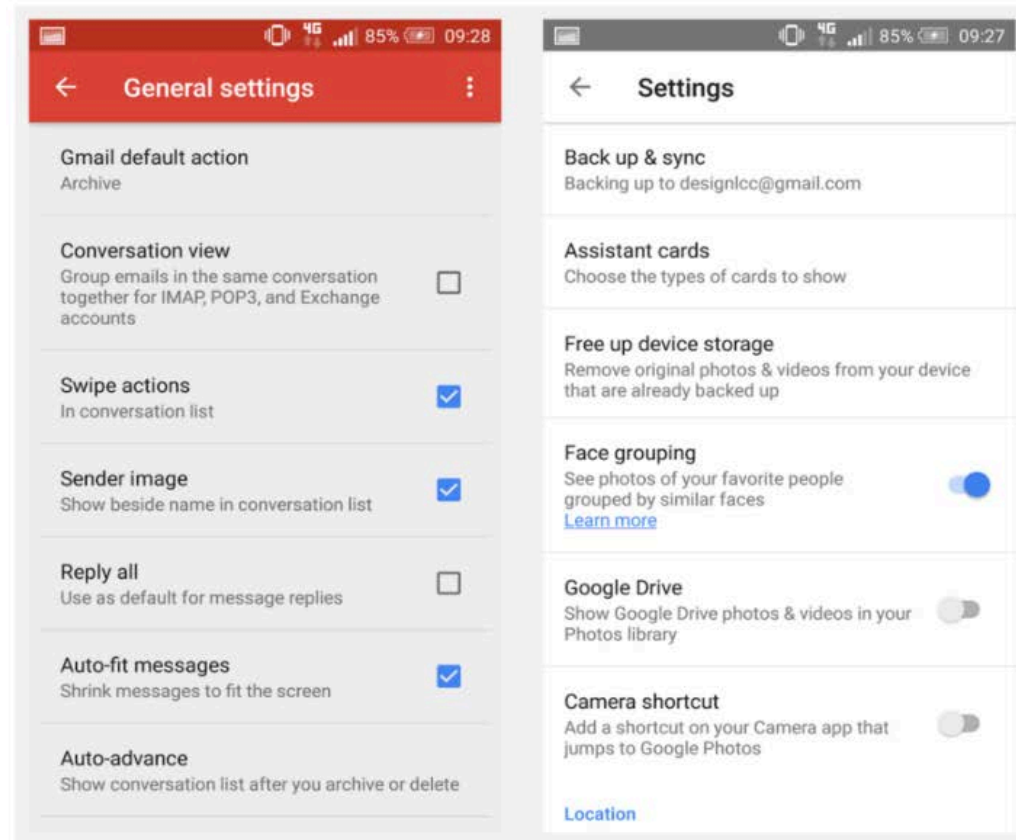 4G 85% 09:28
General settings
Gmail default action
Archive
Conversation view
Group emails in the same conversation
together for IMAP, POP3, and Exchange
accounts
Swipe actions
In conversation list
Sender image
Show beside name in conversation list
Reply all
Use as default for message replies
Auto-fit messages
Shrink messages to fit the screen
Auto-advance
Show conversation list after you archive or delete
4G 85% 09:27
Settings
Back up & sync
Backing up to designlcc@gmail.com
Assistant cards
Choose the types of cards to show
Free up device storage
Remove original photos & videos from your device
that are already backed up
Face grouping
See photos of your favorite people
grouped by similar faces
Learn more
Google Drive
Show Google Drive photos & videos in your
Photos library
Camera shortcut
Add a shortcut on your Camera app that
jumps to Google Photos
Location